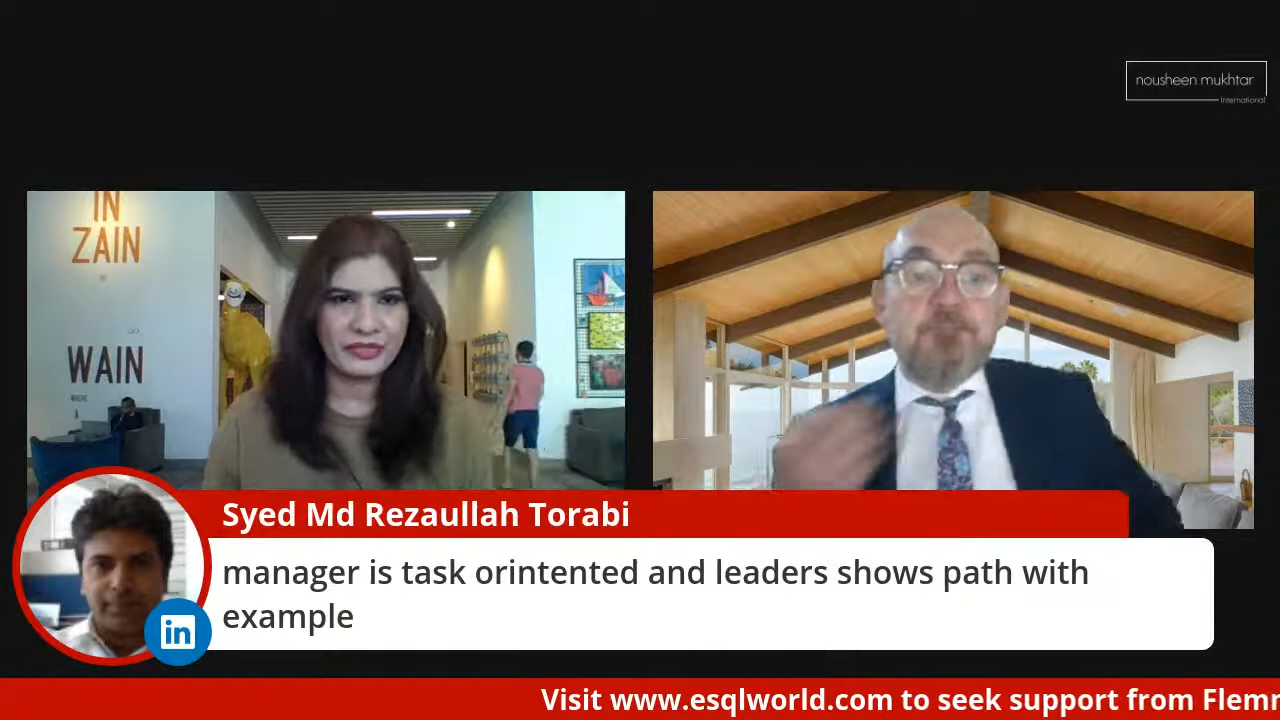 nousheen mukhtar
International
IN
ZAIN
WAIN
Syed Md Rezaullah Torabi
in
manager is task orintented and leaders shows path with
example
Visit www.esqlworld.com to seek support from